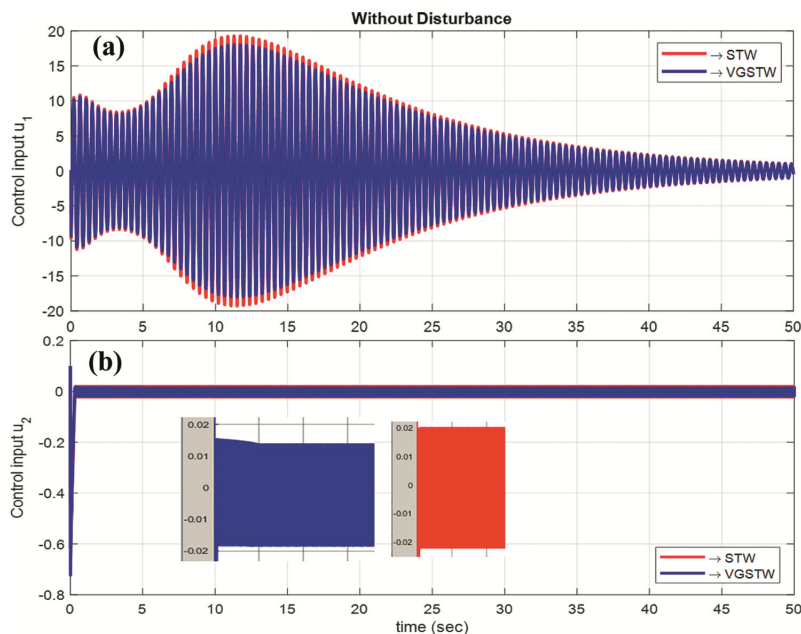 Without Disturbance
(a)
→ STW
→ VGSTW
Control input u1
20
15
10
5
0
-5
-10
-15
-20
0 5 10 15 20 25 30 35 40 45 50
(b)
Control input u2
0.2
0
-0.2
-0.4
-0.6
-0.8
0.02
0.01
0
-0.01
-0.02
0.02
0.01
0
-0.01
-0.02
→ STW
→ VGSTW
0 5 10 15 20 25 30 35 40 45 50
time (sec)